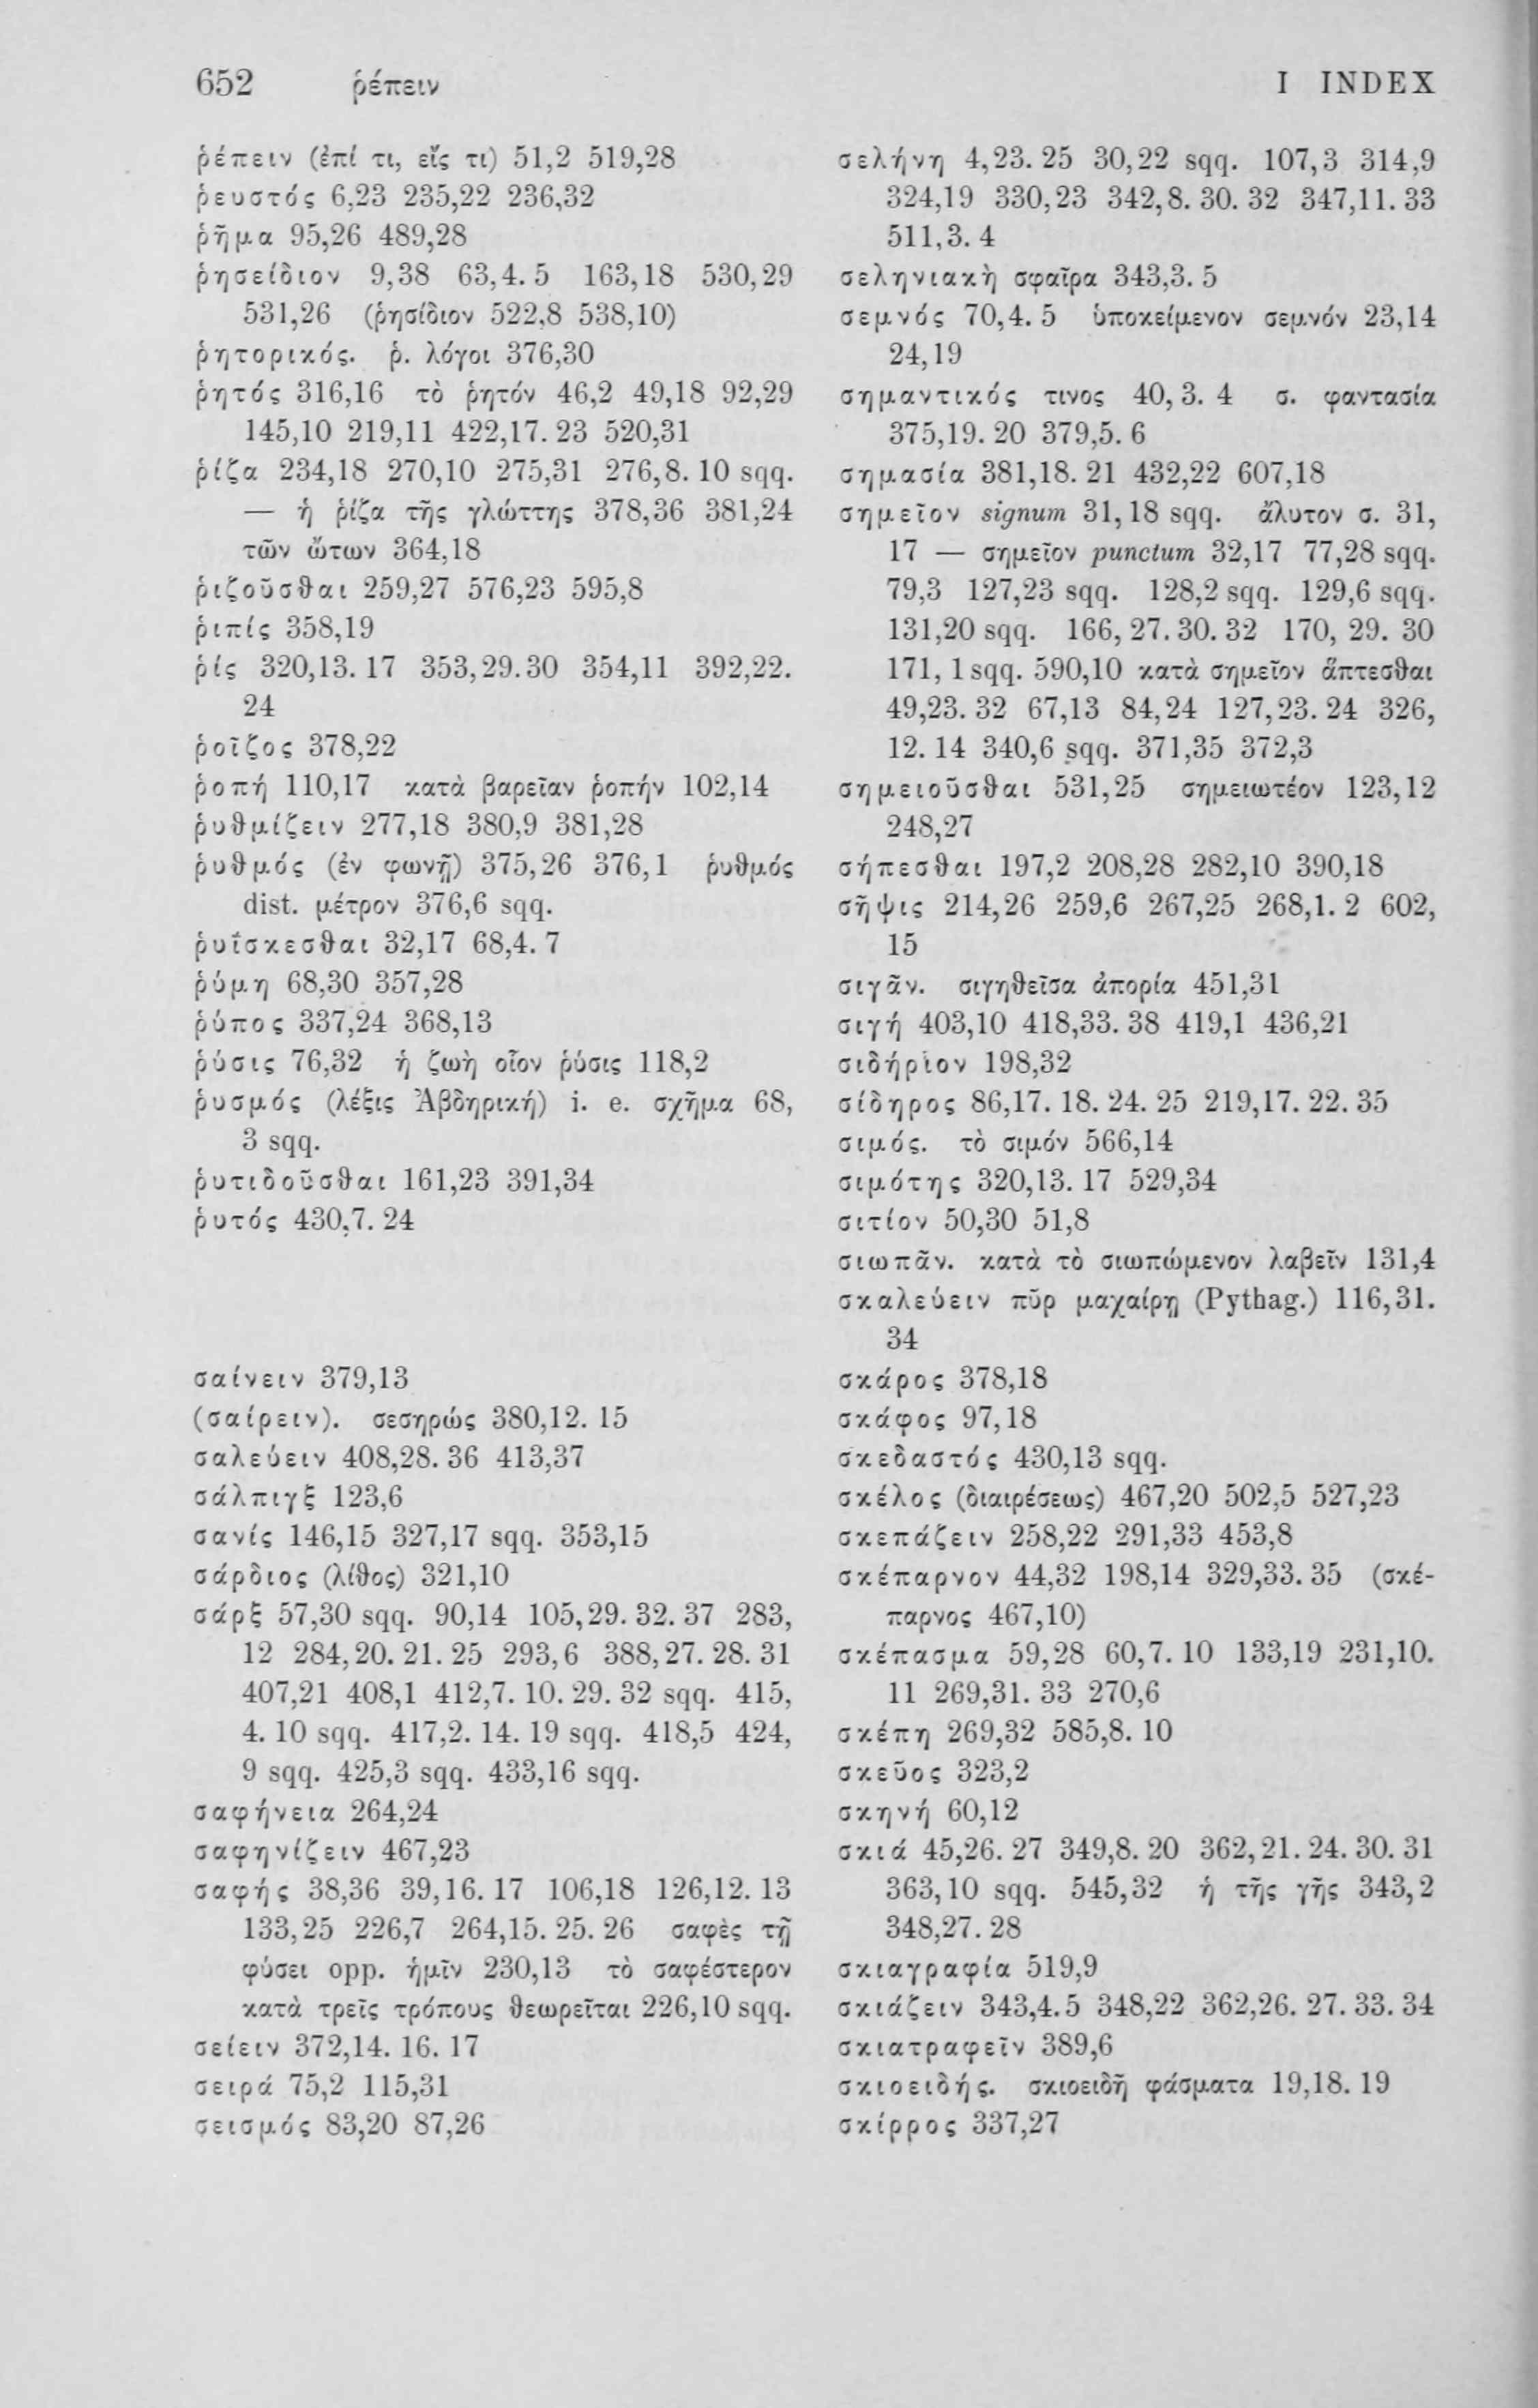 652 ῥέπειν I INDEX
ῥέπειν (ἐπί τι, εἴς τι) 51,2 519,28
ῥευστός 6,23 235,22 236,32
ῥῆμα 95,26 489,28
ῥησείδιον 9,38 63,4. 5 163,18 530,29
531,26 (ῥησίδιον 522,8 538,10)
ῥητορικός. ῥ. λόγοι 376,30
ῥητός 316,16 τὸ ῥητόν 46,2 49,18 92,29
145,10 219,11 422,17. 23 520,31
ῥίζα 234,18 270,10 275,31 276,8. 10 sqq.
— ἡ ῥίζα τῆς γλώττης 378,36 381,24
τῶν ὤτων 364,18
ῥιζοῦσθαι 259,27 576,23 595,8
ῥιπίς 358,19
ῥίς 320,13. 17 353,29. 30 354,11 392,22.
24
ῥοῖζος 378,22
ῥοπή 110,17 κατὰ βαρεῖαν ῥοπήν 102,14
ῥυθμίζειν 277,18 380,9 381,28
ῥυθμός (ἐν φωνῇ) 375,26 376,1 ῥυθμός
dist. μέτρον 376,6 sqq.
ῥυΐσκεσθαι 32,17 68,4. 7
ῥύμη 68,30 357,28
ῥύπος 337,24 368,13
ῥύσις 76,32 ἡ ζωὴ οἷον ῥύσις 118,2
ῥυσμός (λέξις Ἀβδηρική) i. e. σχῆμα 68,
3 sqq.
ῥυτιδοῦσθαι 161,23 391,34
ῥυτός 430,7. 24
σαίνειν 379,13
(σαίρειν). σεσηρώς 380,12. 15
σαλεύειν 408,28. 36 413,37
σάλπιγξ 123,6
σανίς 146,15 327,17 sqq. 353,15
σάρδιος (λίθος) 321,10
σάρξ 57,30 sqq. 90,14 105,29. 32. 37 283,
12 284,20. 21. 25 293,6 388,27. 28. 31
407,21 408,1 412,7. 10. 29. 32 sqq. 415,
4. 10 sqq. 417,2. 14. 19 sqq. 418,5 424,
9 sqq. 425,3 sqq. 433,16 sqq.
σαφήνεια 264,24
σαφηνίζειν 467,23
σαφής 38,36 39,16. 17 106,18 126,12. 13
133,25 226,7 264,15. 25. 26 σαφὲς τῇ
φύσει opp. ἡμῖν 230,13 τὸ σαφέστερον
κατὰ τρεῖς τρόπους θεωρεῖται 226,10 sqq.
σείειν 372,14. 16. 17
σειρά 75,2 115,31
σεισμός 83,20 87,26
σελήνη 4,23. 25 30,22 sqq. 107,3 314,9
324,19 330,23 342,8. 30. 32 347,11. 33
511,3. 4
σεληνιακὴ σφαῖρα 343,3. 5
σεμνός 70,4. 5 ὑποκείμενον σεμνόν 23,14
24,19
σημαντικός τινος 40,3. 4 σ. φαντασία
375,19. 20 379,5. 6
σημασία 381,18. 21 432,22 607,18
σημεῖον signum 31,18 sqq. ἄλυτον σ. 31,
17 — σημεῖον punctum 32,17 77,28 sqq.
79,3 127,23 sqq. 128,2 sqq. 129,6 sqq.
131,20 sqq. 166,27. 30. 32 170,29. 30
171,1 sqq. 590,10 κατὰ σημεῖον ἅπτεσθαι
49,23. 32 67,13 84,24 127,23. 24 326,
12. 14 340,6 sqq. 371,35 372,3
σημειοῦσθαι 531,25 σημειωτέον 123,12
248,27
σήπεσθαι 197,2 208,28 282,10 390,18
σῆψις 214,26 259,6 267,25 268,1. 2 602,
15
σιγᾶν. σιγηθεῖσα ἀπορία 451,31
σιγή 403,10 418,33. 38 419,1 436,21
σιδήριον 198,32
σίδηρος 86,17. 18. 24. 25 219,17. 22. 35
σιμός. τὸ σιμόν 566,14
σιμότης 320,13. 17 529,34
σιτίον 50,30 51,8
σιωπᾶν. κατὰ τὸ σιωπώμενον λαβεῖν 131,4
σκαλεύειν πῦρ μαχαίρῃ (Pythag.) 116,31.
34
σκάρος 378,18
σκάφος 97,18
σκεδαστός 430,13 sqq.
σκέλος (διαιρέσεως) 467,20 502,5 527,23
σκεπάζειν 258,22 291,33 453,8
σκέπαρνον 44,32 198,14 329,33. 35 (σκέ-
παρνος 467,10)
σκέπασμα 59,28 60,7. 10 133,19 231,10.
11 269,31. 33 270,6
σκέπη 269,32 585,8. 10
σκεῦος 323,2
σκηνή 60,12
σκιά 45,26. 27 349,8. 20 362,21. 24. 30. 31
363,10 sqq. 545,32 ἡ τῆς γῆς 343,2
348,27. 28
σκιαγραφία 519,9
σκιάζειν 343,4. 5 348,22 362,26. 27. 33. 34
σκιατραφεῖν 389,6
σκιοειδής. σκιοειδῆ φάσματα 19,18. 19
σκίρρος 337,27